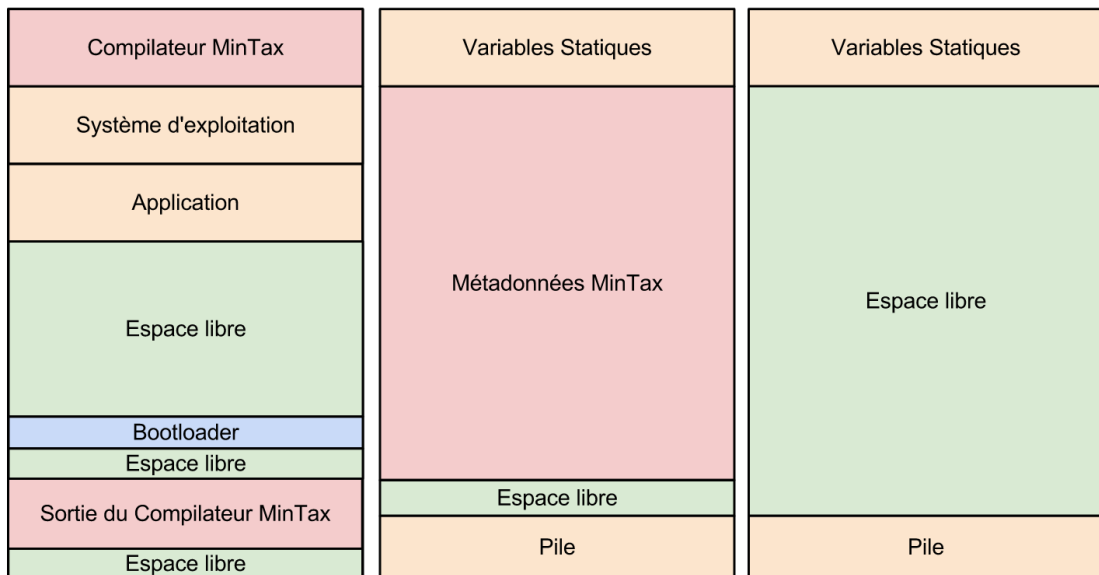 Compilateur MinTax
Système d'exploitation
Application
Espace libre
Bootloader
Espace libre
Sortie du Compilateur MinTax
Espace libre
Variables Statiques
Métadonnées MinTax
Espace libre
Pile
Variables Statiques
Espace libre
Pile